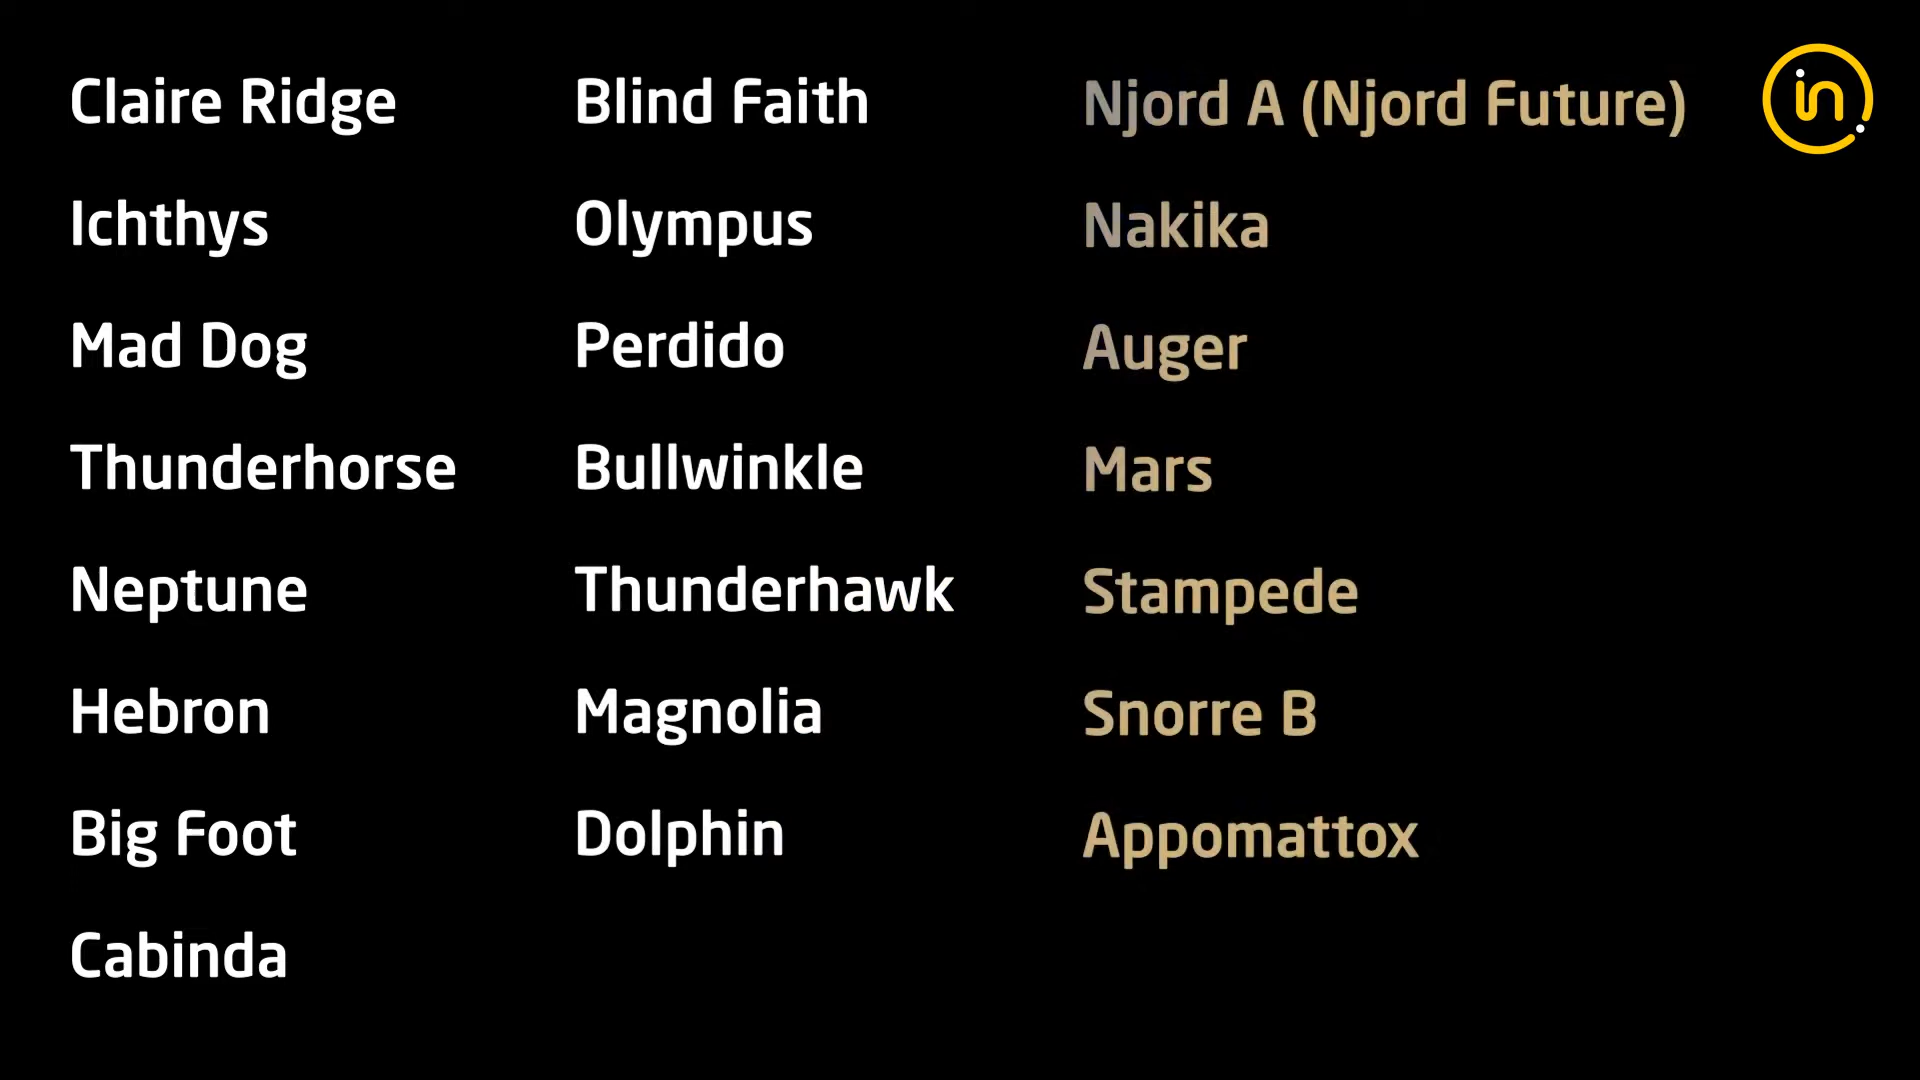 Claire Ridge
Ichthys
Mad Dog
Thunderhorse
Neptune
Hebron
Big Foot
Cabinda
Blind Faith
Olympus
Perdido
Bullwinkle
Thunderhawk
Magnolia
Dolphin
Njord A (Njord Future)
Nakika
Auger
Mars
Stampede
Snorre B
Appomattox
in